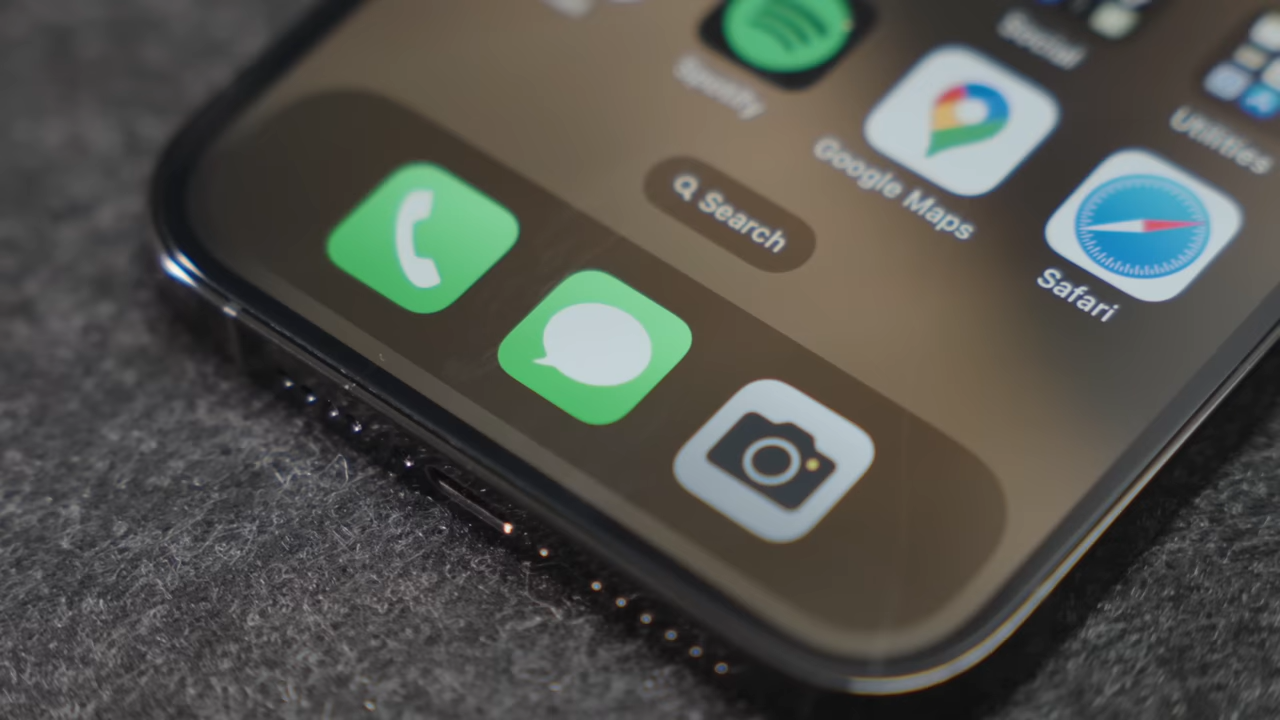 Social
Spotify
Utilities
Google Maps
Search
Safari